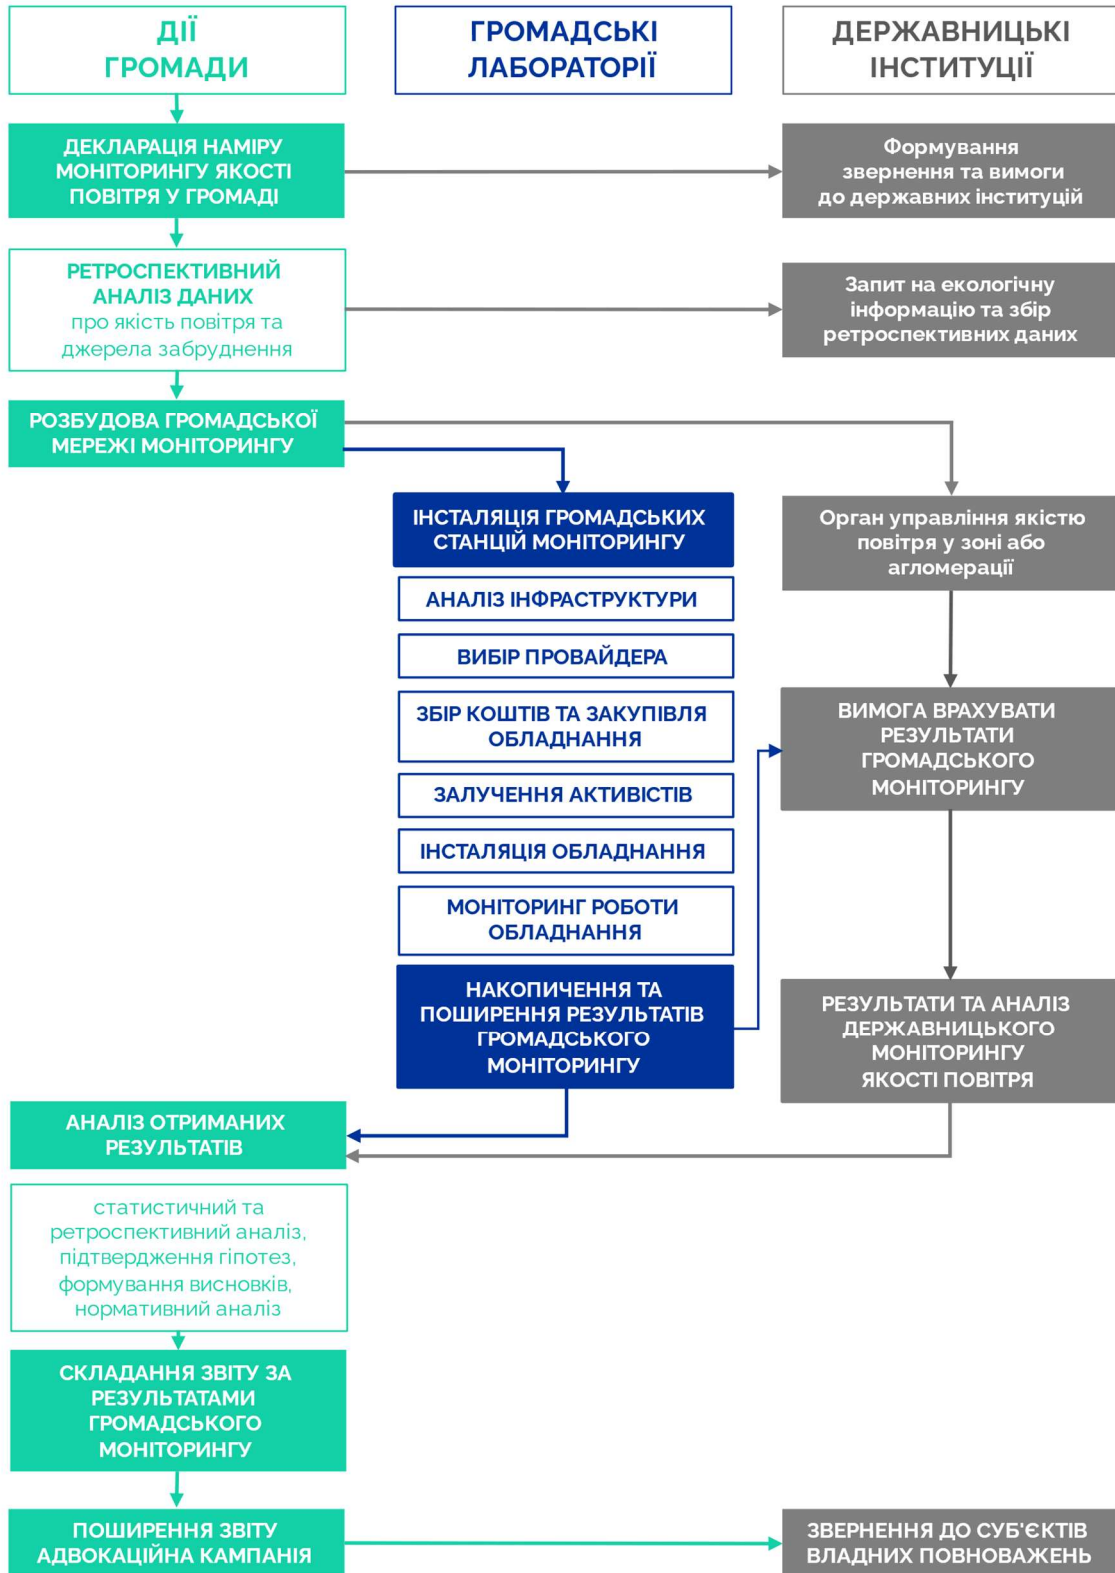 ДІЇ
ГРОМАДИ
ГРОМАДСЬКІ
ЛАБОРАТОРІЇ
ДЕРЖАВНИЦЬКІ
ІНСТИТУЦІЇ
ДЕКЛАРАЦІЯ НАМІРУ
МОНІТОРИНГУ ЯКОСТІ
ПОВІТРЯ У ГРОМАДІ
Формування
звернення та вимоги
до державних інституцій
РЕТРОСПЕКТИВНИЙ
АНАЛІЗ ДАНИХ
про якість повітря та
джерела забруднення
Запит на екологічну
інформацію та збір
ретроспективних даних
РОЗБУДОВА ГРОМАДСЬКОЇ
МЕРЕЖІ МОНІТОРИНГУ
ІНСТАЛЯЦІЯ ГРОМАДСЬКИХ
СТАНЦІЙ МОНІТОРИНГУ
Орган управління якістю
повітря у зоні або
агломерації
АНАЛІЗ ІНФРАСТРУКТУРИ
ВИБІР ПРОВАЙДЕРА
ЗБІР КОШТІВ ТА ЗАКУПІВЛЯ
ОБЛАДНАННЯ
ВИМОГА ВРАХУВАТИ
РЕЗУЛЬТАТИ
ГРОМАДСЬКОГО
МОНІТОРИНГУ
ЗАЛУЧЕННЯ АКТИВІСТІВ
ІНСТАЛЯЦІЯ ОБЛАДНАННЯ
МОНІТОРИНГ РОБОТИ
ОБЛАДНАННЯ
НАКОПИЧЕННЯ ТА
ПОШИРЕННЯ РЕЗУЛЬТАТІВ
ГРОМАДСЬКОГО
МОНІТОРИНГУ
РЕЗУЛЬТАТИ ТА АНАЛІЗ
ДЕРЖАВНИЦЬКОГО
МОНІТОРИНГУ
ЯКОСТІ ПОВІТРЯ
АНАЛІЗ ОТРИМАНИХ
РЕЗУЛЬТАТІВ
статистичний та
ретроспективний аналіз,
підтвердження гіпотез,
формування висновків,
нормативний аналіз
СКЛАДАННЯ ЗВІТУ ЗА
РЕЗУЛЬТАТАМИ
ГРОМАДСЬКОГО
МОНІТОРИНГУ
ПОШИРЕННЯ ЗВІТУ
АДВОКАЦІЙНА КАМПАНІЯ
ЗВЕРНЕННЯ ДО СУБ'ЄКТІВ
ВЛАДНИХ ПОВНОВАЖЕНЬ